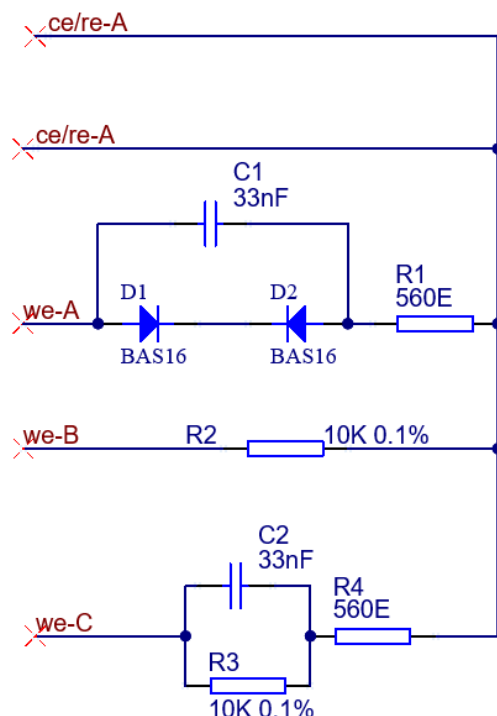 ce/re-A
ce/re-A
C1
33nF
D1
D2
R1
560E
we-A
BAS16
BAS16
we-B
R2
10K 0.1%
C2
33nF
R4
560E
we-C
R3
10K 0.1%